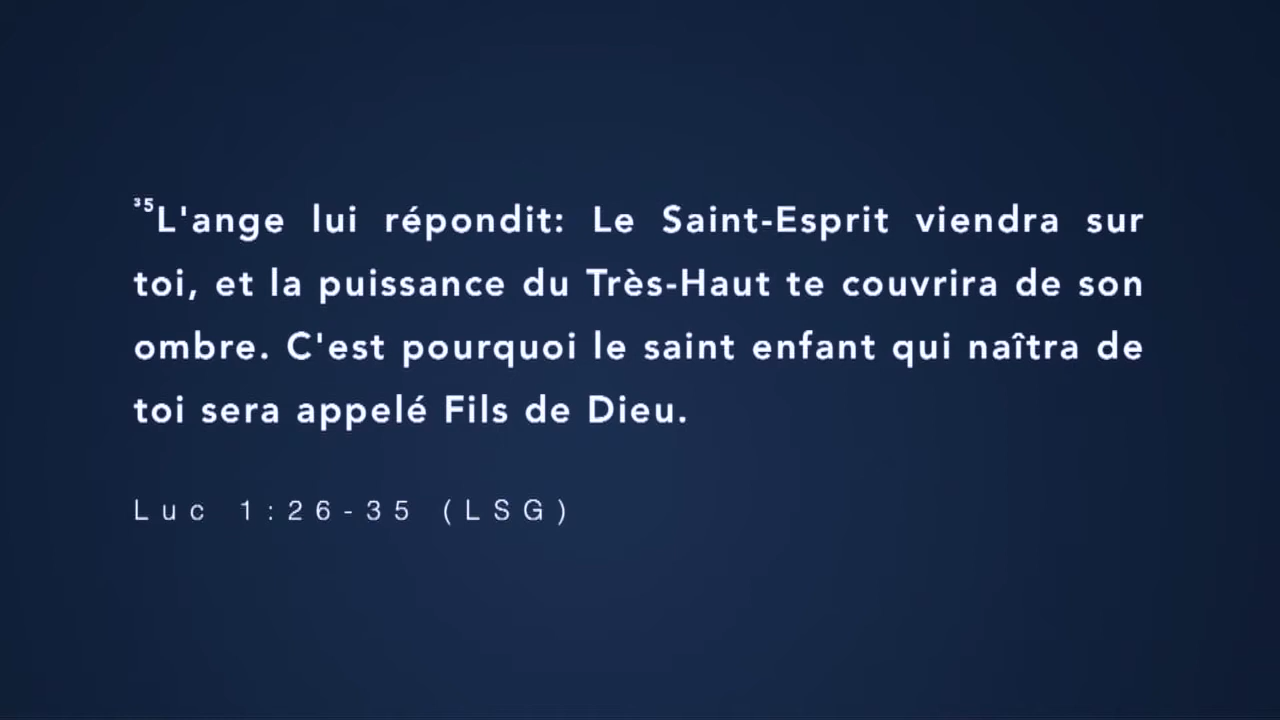 ³⁵L'ange lui répondit: Le Saint-Esprit viendra sur
toi, et la puissance du Très-Haut te couvrira de son
ombre. C'est pourquoi le saint enfant qui naîtra de
toi sera appelé Fils de Dieu.
Luc 1:26-35 (LSG)